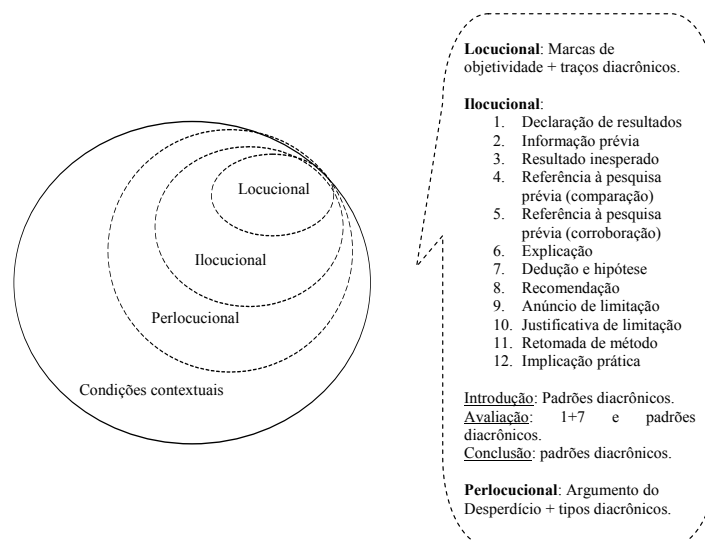 Locucional
Ilocucional
Perlocucional
Condições contextuais
Locucional: Marcas de
objetividade + traços diacrônicos.
Ilocucional:
1. Declaração de resultados
2. Informação prévia
3. Resultado inesperado
4. Referência à pesquisa
prévia (comparação)
5. Referência à pesquisa
prévia (corroboração)
6. Explicação
7. Dedução e hipótese
8. Recomendação
9. Anúncio de limitação
10. Justificativa de limitação
11. Retomada de método
12. Implicação prática
Introdução: Padrões diacrônicos.
Avaliação: 1+7 e padrões
diacrônicos.
Conclusão: padrões diacrônicos.
Perlocucional: Argumento do
Desperdício + tipos diacrônicos.